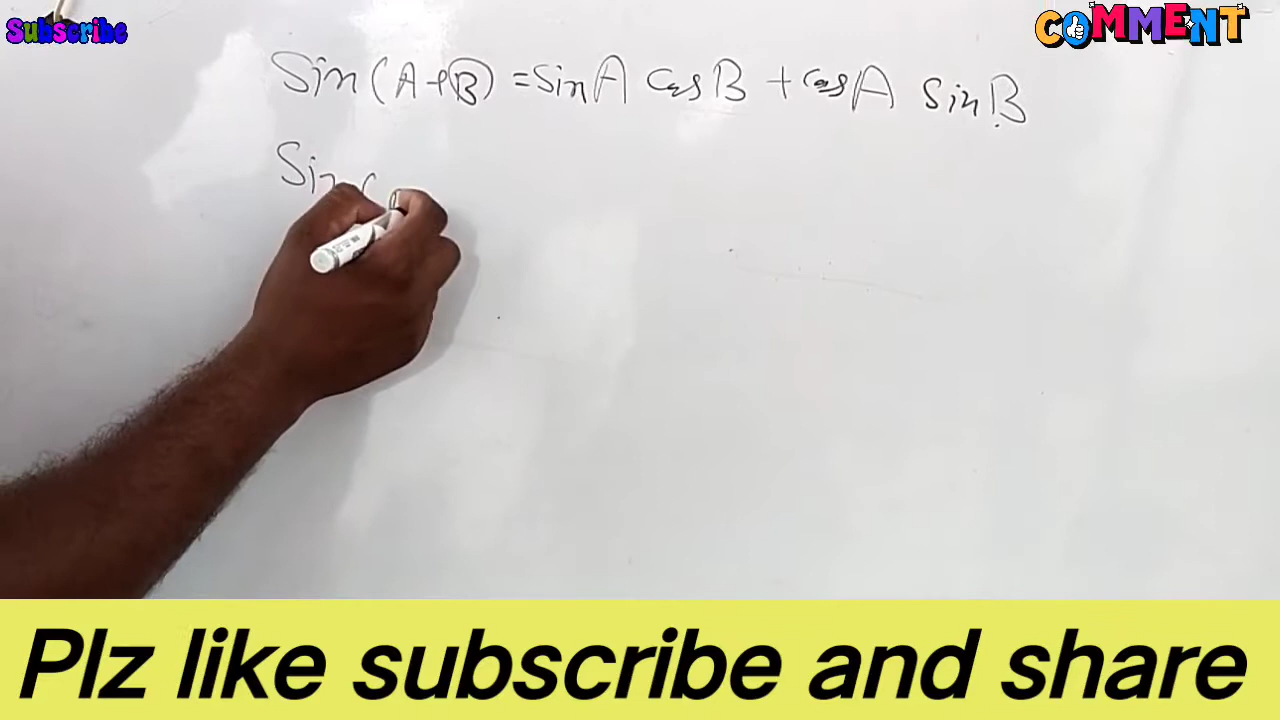 Subscribe
COMMENT
Sin(A+B) = Sin A Cos B + Cos A Sin B
Sin(
Plz like subscribe and share